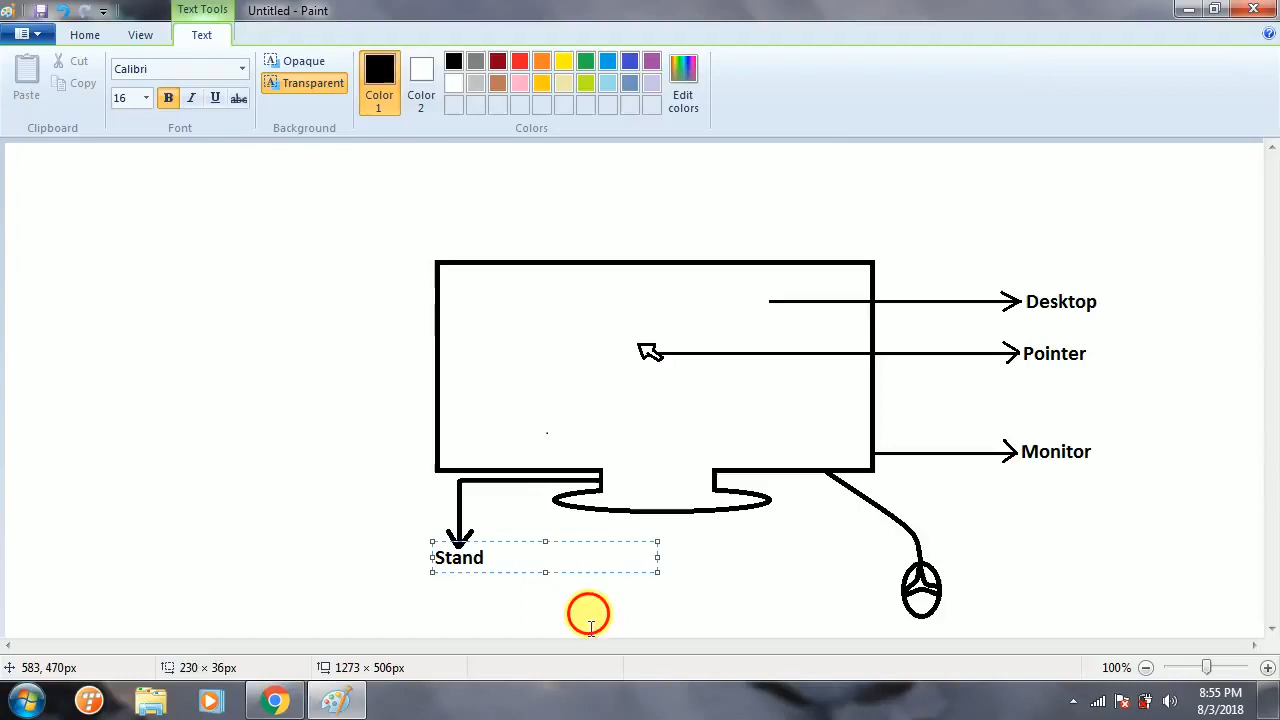 Text Tools
Untitled - Paint
Home
View
Text
Paste
Cut
Copy
Clipboard
Calibri
16
B I U abc
Font
Opaque
Transparent
Background
Color 1
Color 2
Edit colors
Colors
Desktop
Pointer
Monitor
Stand
583, 470px
230 × 36px
1273 × 506px
100%
8:55 PM
8/3/2018